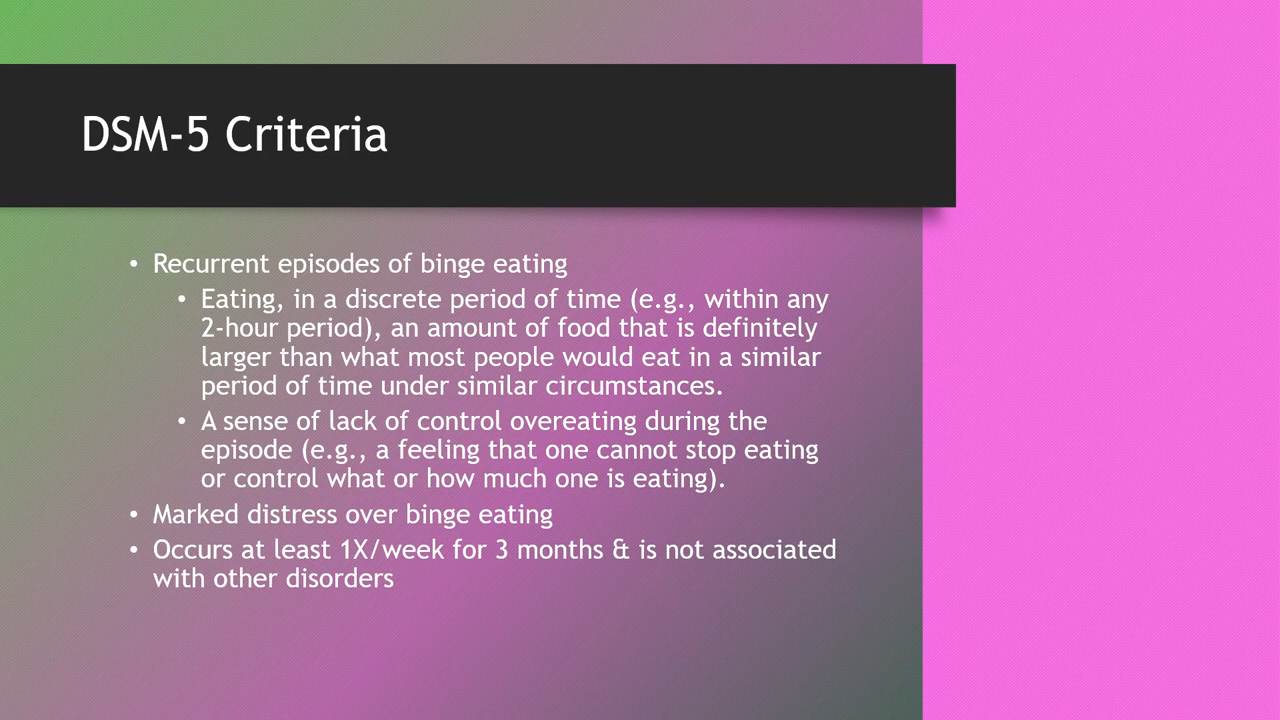 DSM-5 Criteria
• Recurrent episodes of binge eating
• Eating, in a discrete period of time (e.g., within any
2-hour period), an amount of food that is definitely
larger than what most people would eat in a similar
period of time under similar circumstances.
• A sense of lack of control overeating during the
episode (e.g., a feeling that one cannot stop eating
or control what or how much one is eating).
• Marked distress over binge eating
• Occurs at least 1X/week for 3 months & is not associated
with other disorders